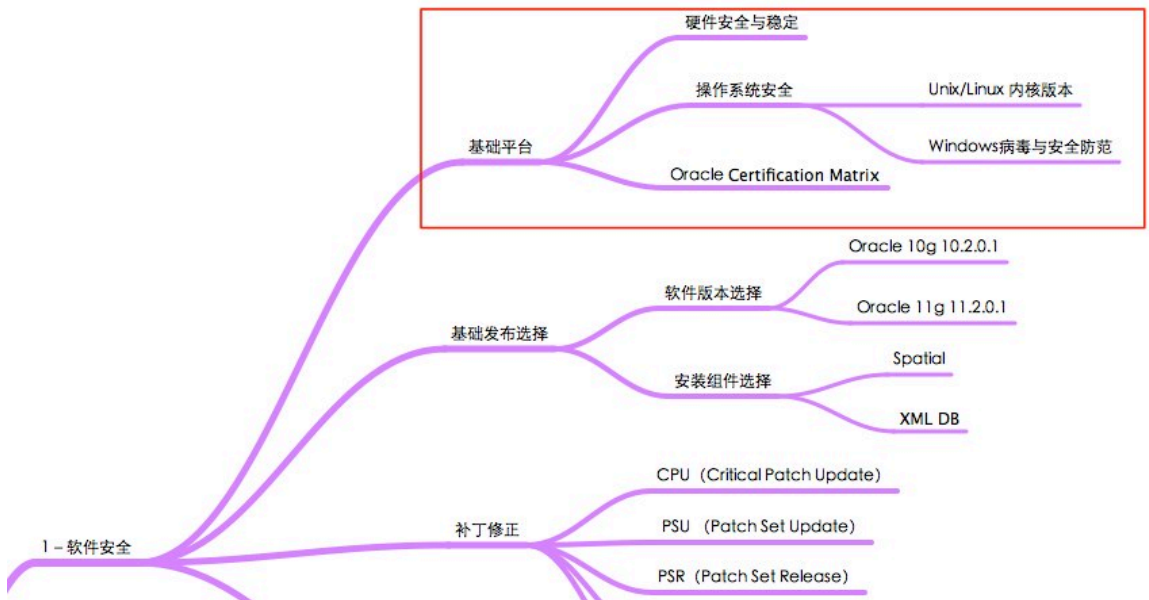 硬件安全与稳定
操作系统安全
Unix/Linux 内核版本
Windows病毒与安全防范
基础平台
Oracle Certification Matrix
Oracle 10g 10.2.0.1
软件版本选择
Oracle 11g 11.2.0.1
基础发布选择
Spatial
安装组件选择
XML DB
CPU（Critical Patch Update）
补丁修正
PSU （Patch Set Update）
1 – 软件安全
PSR（Patch Set Release）